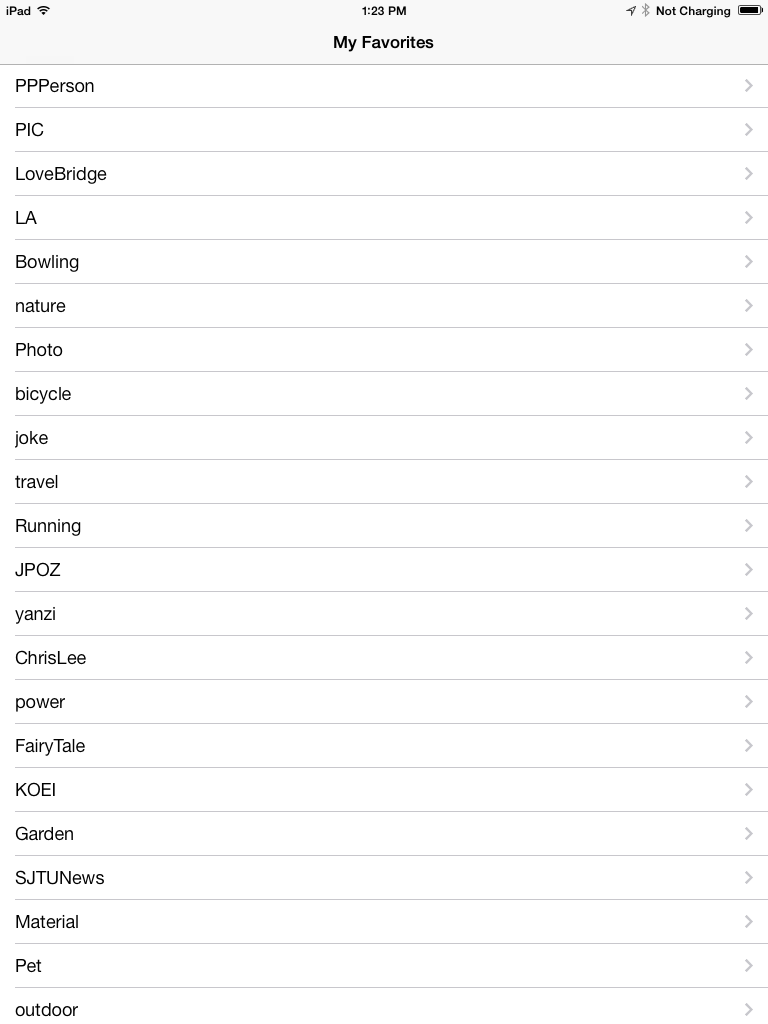 iPad 1:23 PM Not Charging
My Favorites
PPPerson
PIC
LoveBridge
LA
Bowling
nature
Photo
bicycle
joke
travel
Running
JPOZ
yanzi
ChrisLee
power
FairyTale
KOEI
Garden
SJTUNews
Material
Pet
outdoor